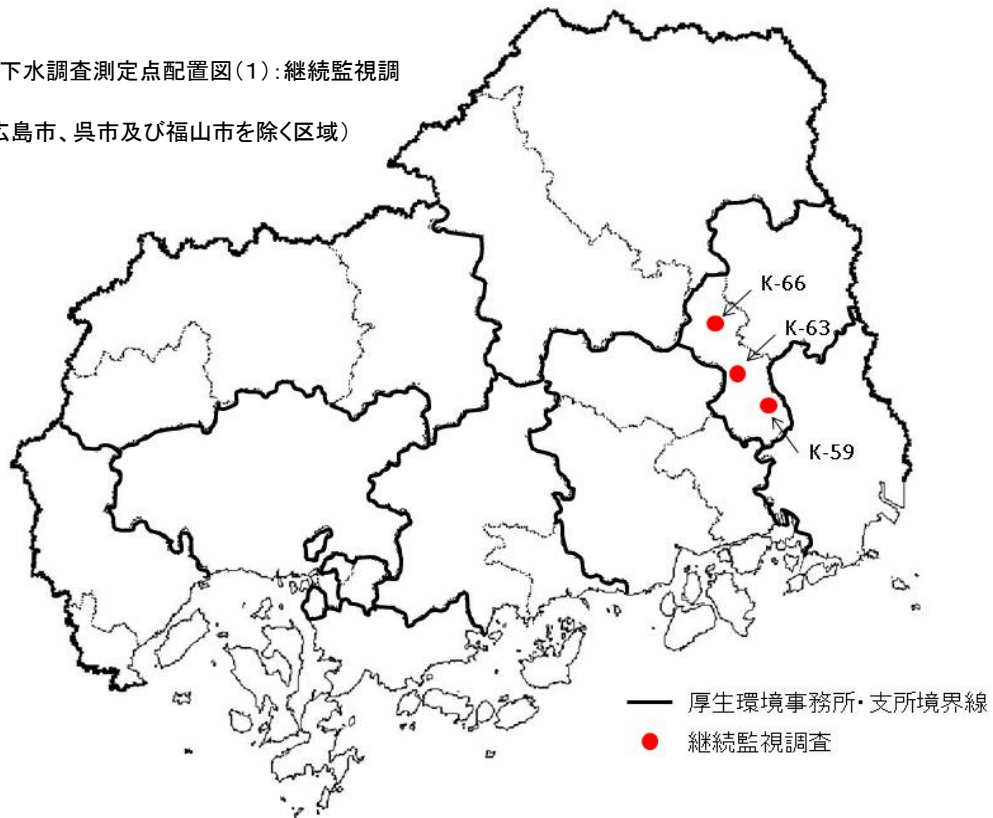 下水調査測定点配置図(1):継続監視調
広島市、呉市及び福山市を除く区域)
K-66
K-63
K-59
厚生環境事務所・支所境界線
継続監視調査